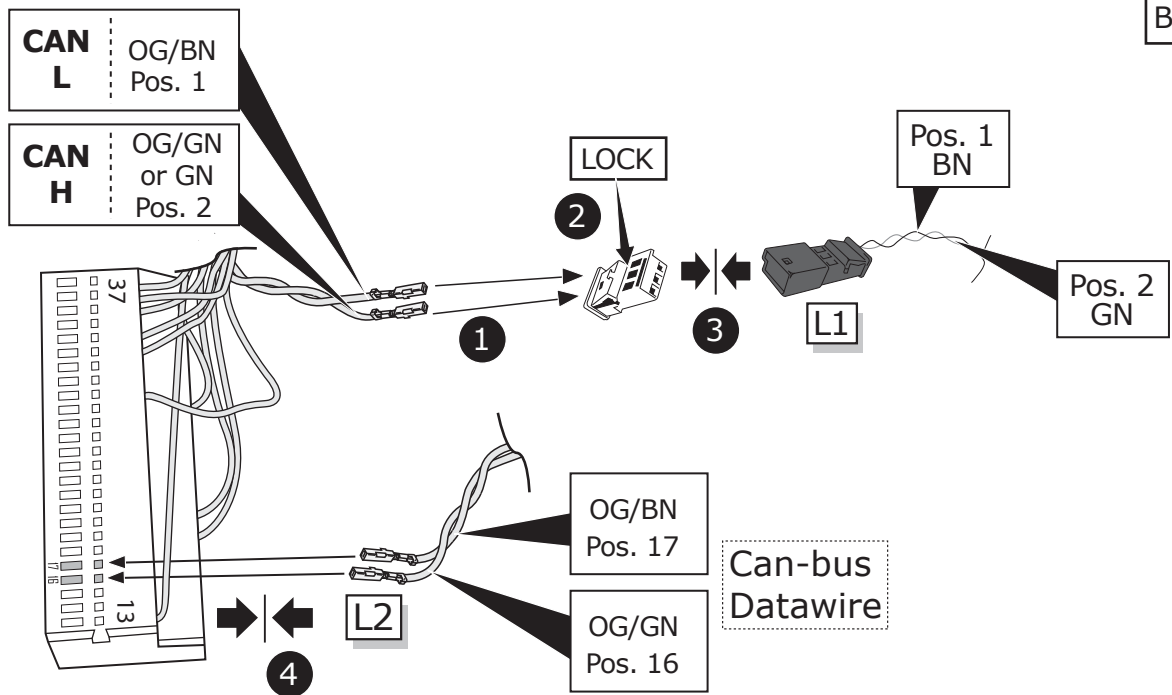 CAN
L
OG/BN
Pos. 1
CAN
H
OG/GN
or GN
Pos. 2
B
LOCK
2
Pos. 1
BN
Pos. 2
GN
1
3
L1
37
17
16
13
L2
4
OG/BN
Pos. 17
OG/GN
Pos. 16
Can-bus
Datawire